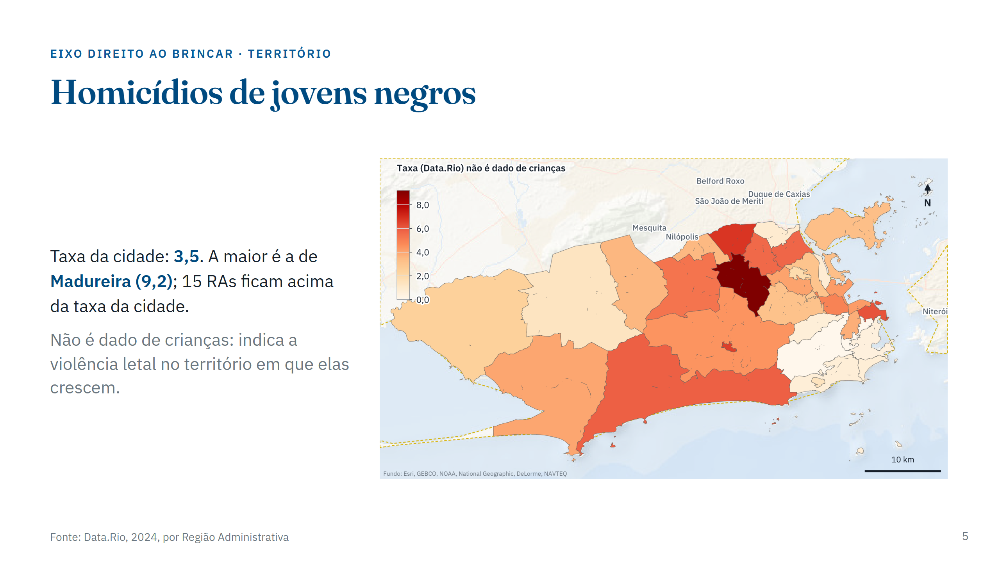 EIXO DIREITO AO BRINCAR · TERRITÓRIO
Homicídios de jovens negros
Taxa da cidade: 3,5. A maior é a de
Madureira (9,2); 15 RAs ficam acima
da taxa da cidade.
Não é dado de crianças: indica a
violência letal no território em que elas
crescem.
Taxa (Data.Rio) não é dado de crianças
8,0
6,0
4,0
2,0
0,0
Belford Roxo
Duque de Caxias
São João de Meriti
Mesquita
Nilópolis
N
Niterói
10 km
Fundo: Esri, GEBCO, NOAA, National Geographic, DeLorme, NAVTEQ
Fonte: Data.Rio, 2024, por Região Administrativa
5